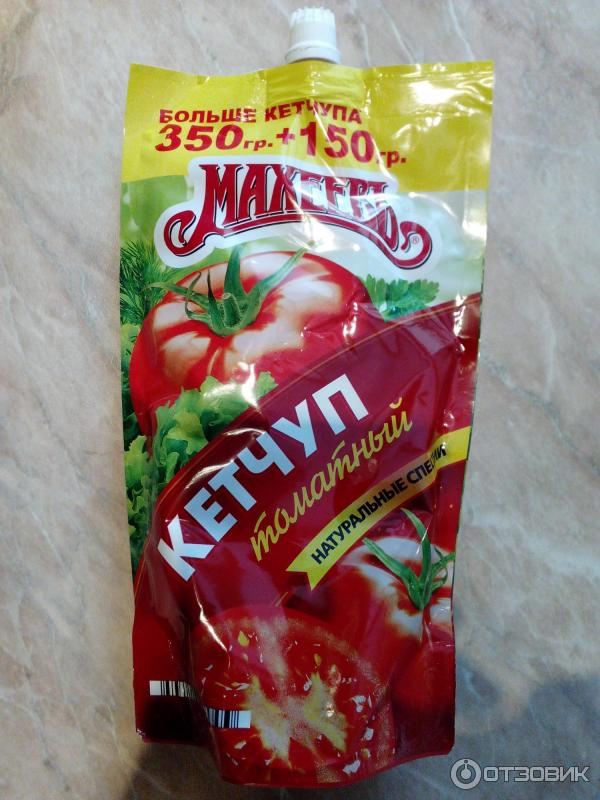 БОЛЬШЕ КЕТЧУПА
350гр.+150гр.
МАХЕЕВЪ®
КЕТЧУП
томатный
НАТУРАЛЬНЫЕ СПЕЦИИ
ОТЗОВИК